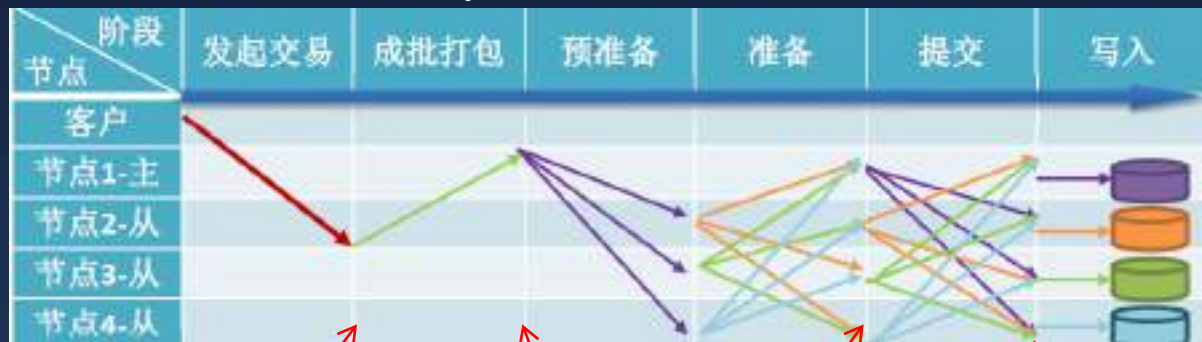 阶段
节点
发起交易 成批打包 预准备 准备 提交 写入
客户
节点1-主
节点2-从
节点3-从
节点4-从